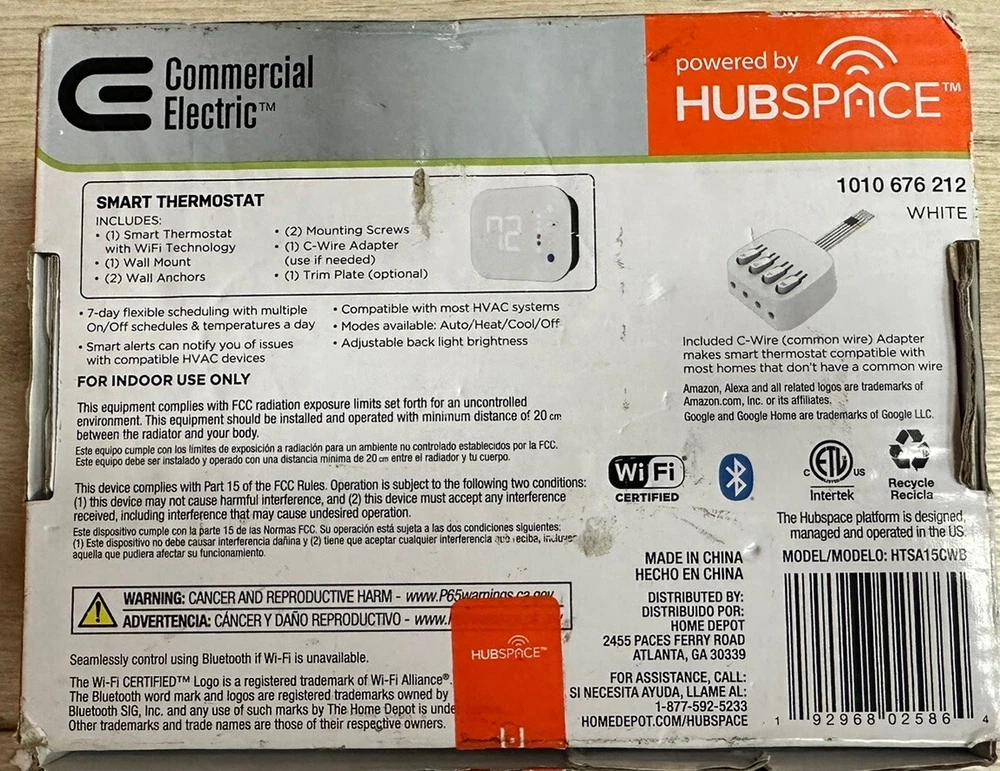 Commercial
Electric™
powered by
HUBSPACE™
1010 676 212
WHITE
SMART THERMOSTAT
INCLUDES:
• (1) Smart Thermostat
with WiFi Technology
• (1) Wall Mount
• (2) Wall Anchors
• (2) Mounting Screws
• (1) C-Wire Adapter
(use if needed)
• (1) Trim Plate (optional)
72
• 7-day flexible scheduling with multiple
On/Off schedules & temperatures a day
• Smart alerts can notify you of issues
with compatible HVAC devices
• Compatible with most HVAC systems
• Modes available: Auto/Heat/Cool/Off
• Adjustable back light brightness
Included C-Wire (common wire) Adapter
makes smart thermostat compatible with
most homes that don't have a common wire
Amazon, Alexa and all related logos are trademarks of
Amazon.com, Inc. or its affiliates.
Google and Google Home are trademarks of Google LLC.
FOR INDOOR USE ONLY
This equipment complies with FCC radiation exposure limits set forth for an uncontrolled
environment. This equipment should be installed and operated with minimum distance of 20 cm
between the radiator and your body.
Este equipo cumple con los límites de exposición a radiación para un ambiente no controlado establecidos por la FCC.
Este equipo debe ser instalado y operado con una distancia mínima de 20 cm entre el radiador y tu cuerpo.
This device complies with Part 15 of the FCC Rules. Operation is subject to the following two conditions:
(1) this device may not cause harmful interference, and (2) this device must accept any interference
received, including interference that may cause undesired operation.
Este dispositivo cumple con la parte 15 de las Normas FCC. Su operación está sujeta a las dos condiciones siguientes:
(1) Este dispositivo no debe causar interferencia dañina y (2) tiene que aceptar cualquier interferencia que reciba,
aquella que pudiera afectar su funcionamiento.
Wi Fi®
CERTIFIED
C ETL US
Intertek
Recycle
Recicla
The Hubspace platform is designed,
managed and operated in the US.
MODEL/MODELO: HTSA15CWB
MADE IN CHINA
HECHO EN CHINA
DISTRIBUTED BY:
DISTRIBUIDO POR:
HOME DEPOT
2455 PACES FERRY ROAD
ATLANTA, GA 30339
FOR ASSISTANCE, CALL:
SI NECESITA AYUDA, LLAME AL:
1-877-592-5233
HOMEDEPOT.COM/HUBSPACE
WARNING: CANCER AND REPRODUCTIVE HARM - www.P65warnings.ca.gov
ADVERTENCIA: CÁNCER Y DAÑO REPRODUCTIVO - www.
Seamlessly control using Bluetooth if Wi-Fi is unavailable.
The Wi-Fi CERTIFIED™ Logo is a registered trademark of Wi-Fi Alliance®.
The Bluetooth word mark and logos are registered trademarks owned by
Bluetooth SIG, Inc. and any use of such marks by The Home Depot is unde
Other trademarks and trade names are those of their respective owners.
HUBSPACE™
1 92968 02586 4